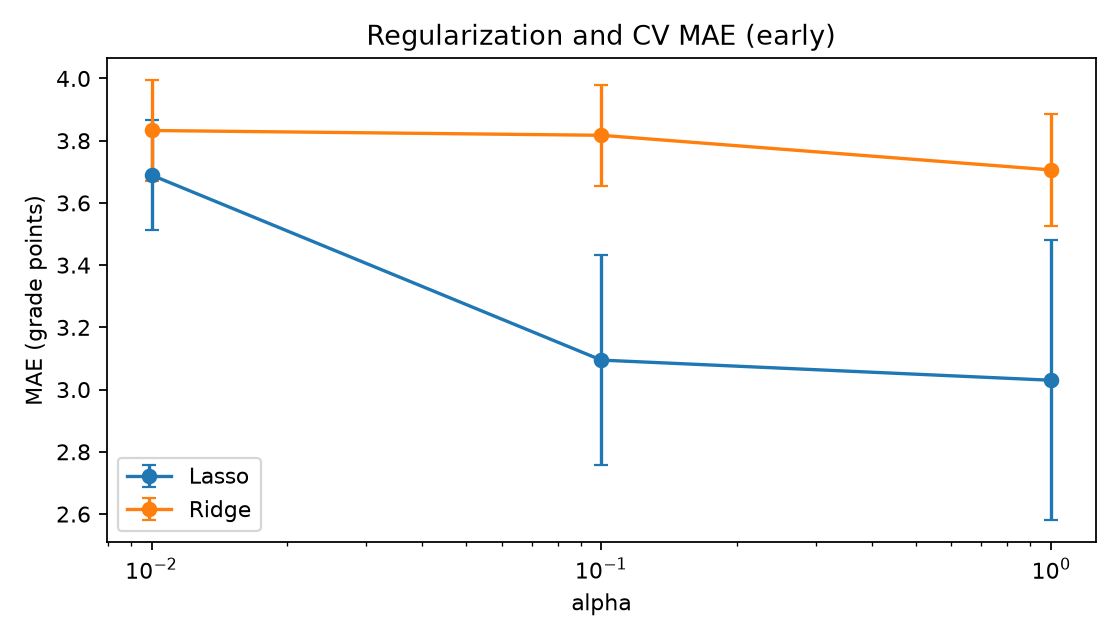 Regularization and CV MAE (early)
MAE (grade points)
4.0
3.8
3.6
3.4
3.2
3.0
2.8
2.6
Lasso
Ridge
10⁻² 10⁻¹ 10⁰
alpha